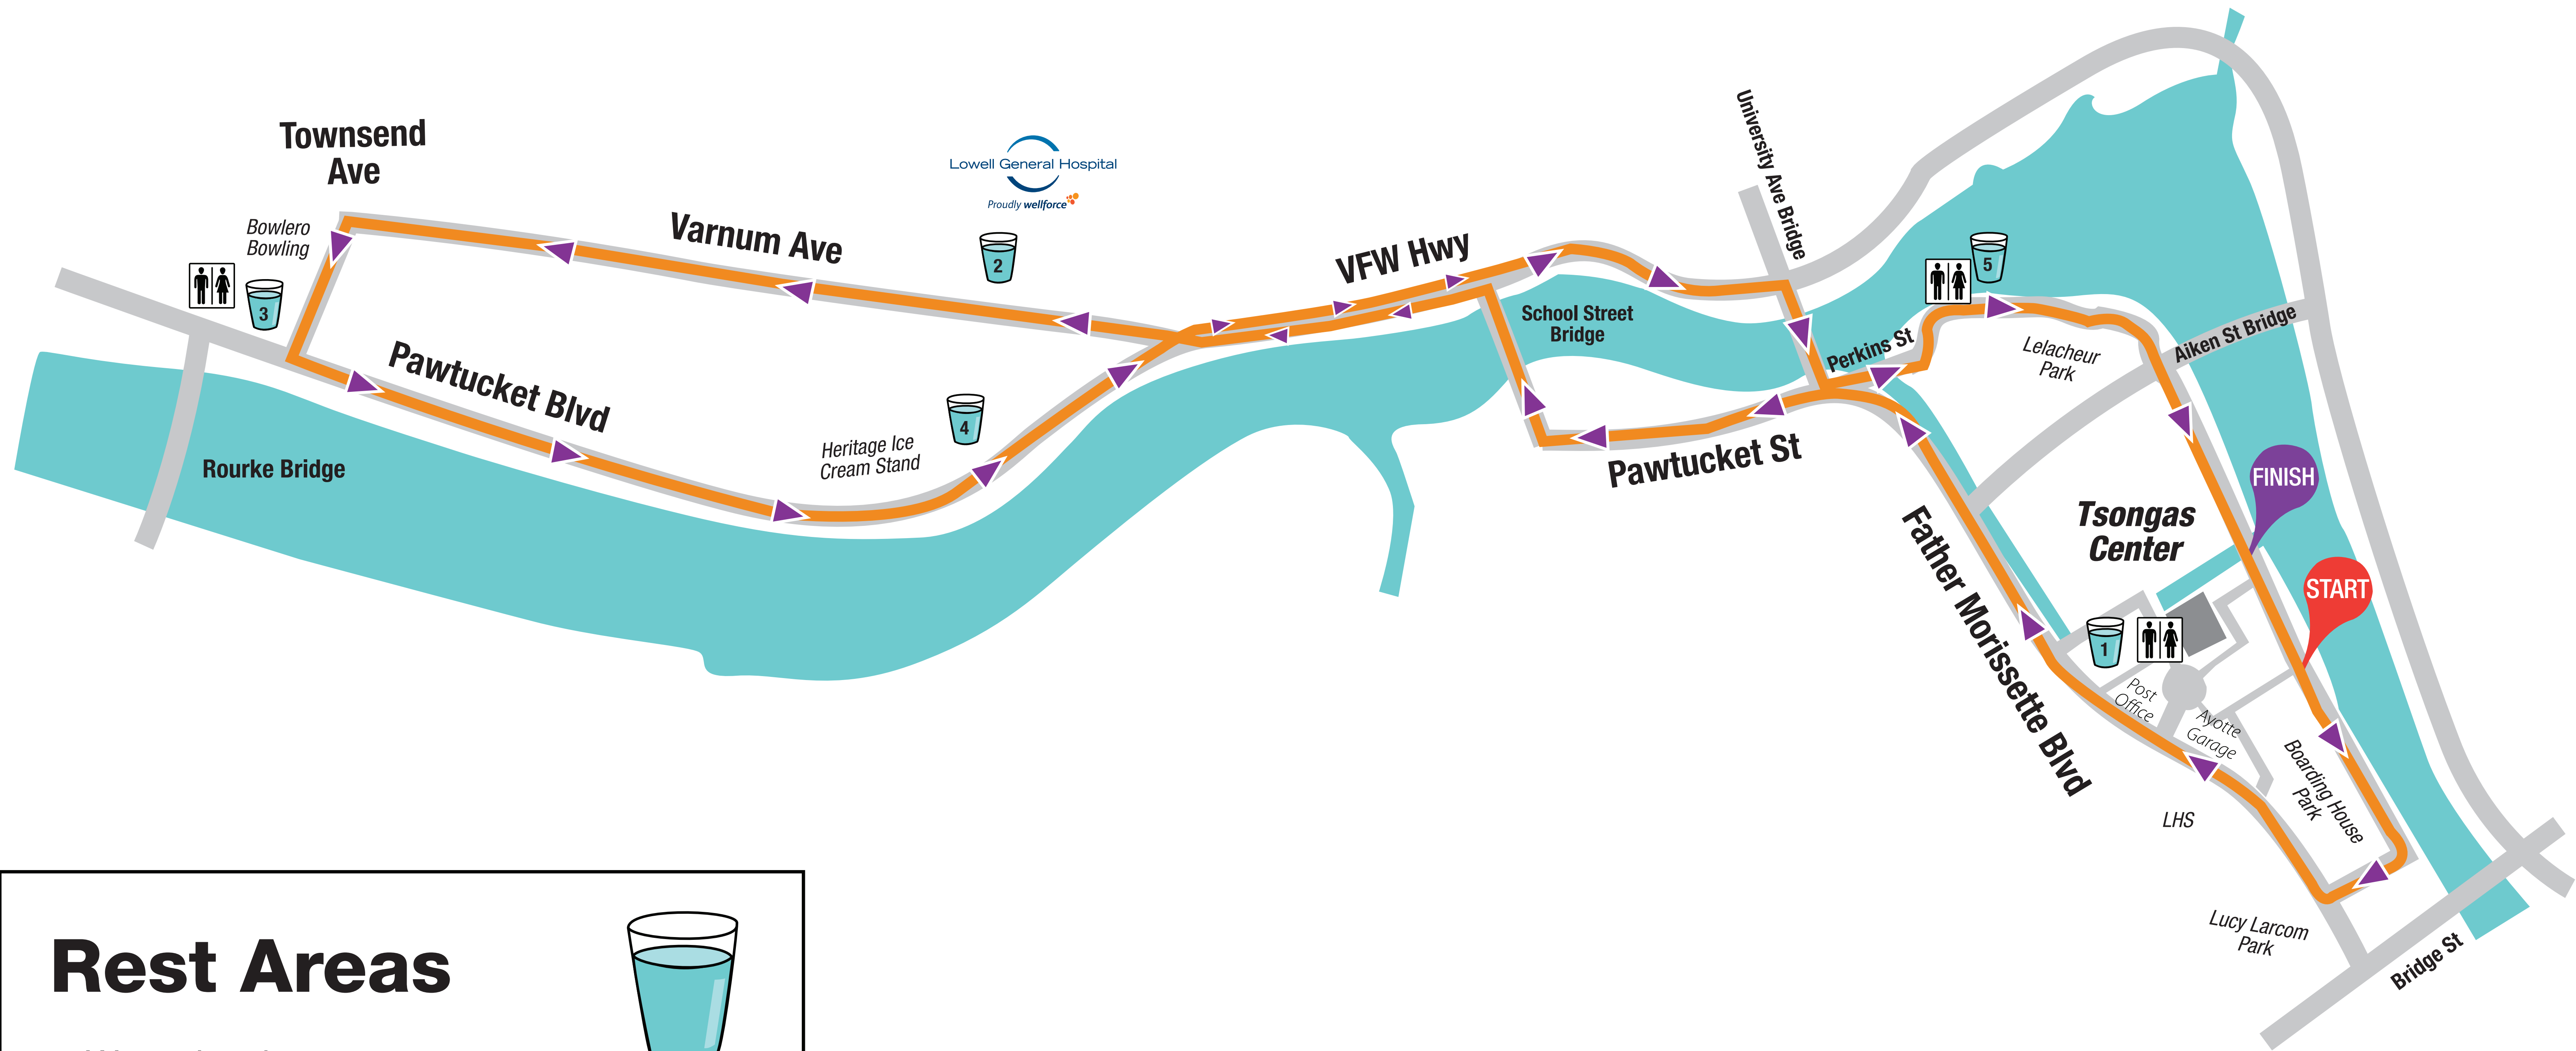 Townsend
Ave
Bowlero
Bowling
3
Rourke Bridge
Pawtucket Blvd
Varnum Ave
Lowell General Hospital
Proudly wellforce
2
Heritage Ice
Cream Stand
4
VFW Hwy
School Street
Bridge
University Ave Bridge
Pawtucket St
Perkins St
5
Lelacheur
Park
Aiken St Bridge
FINISH
Tsongas
Center
START
Father Morissette Blvd
1
Post
Office
Ayotte
Garage
Boarding House
Park
LHS
Lucy Larcom
Park
Bridge St
Rest Areas